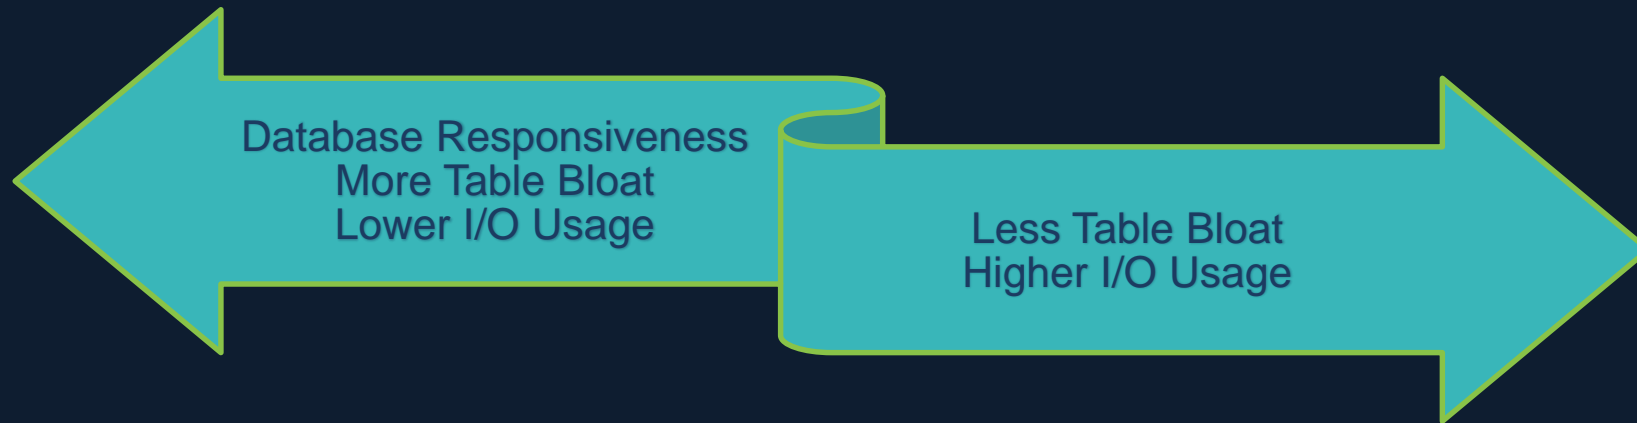 Database Responsiveness
More Table Bloat
Lower I/O Usage
Less Table Bloat
Higher I/O Usage